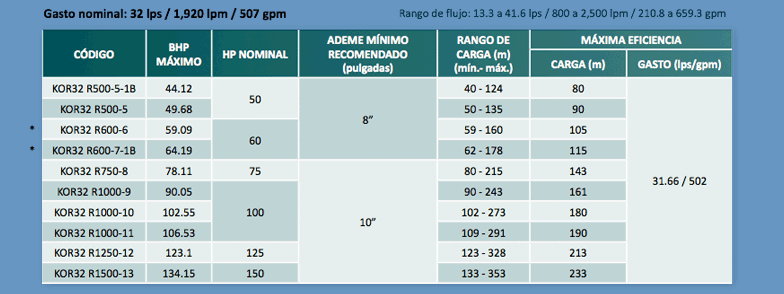 Gasto nominal: 32 lps / 1,920 lpm / 507 gpm
Rango de flujo: 13.3 a 41.6 lps / 800 a 2,500 lpm / 210.8 a 659.3 gpm
CÓDIGO BHP MÁXIMO HP NOMINAL ADEME MÍNIMO RECOMENDADO (pulgadas) RANGO DE CARGA (m) (mín.- máx.) MÁXIMA EFICIENCIA
CARGA (m) GASTO (lps/gpm)
KOR32 R500-5-1B 44.12 50 8” 40 - 124 80 31.66 / 502
KOR32 R500-5 49.68 50 - 135 90
* KOR32 R600-6 59.09 60 59 - 160 105
* KOR32 R600-7-1B 64.19 62 - 178 115
KOR32 R750-8 78.11 75 10” 80 - 215 143
KOR32 R1000-9 90.05 100 90 - 243 161
KOR32 R1000-10 102.55 102 - 273 180
KOR32 R1000-11 106.53 109 - 291 190
KOR32 R1250-12 123.1 125 123 - 328 213
KOR32 R1500-13 134.15 150 133 - 353 233